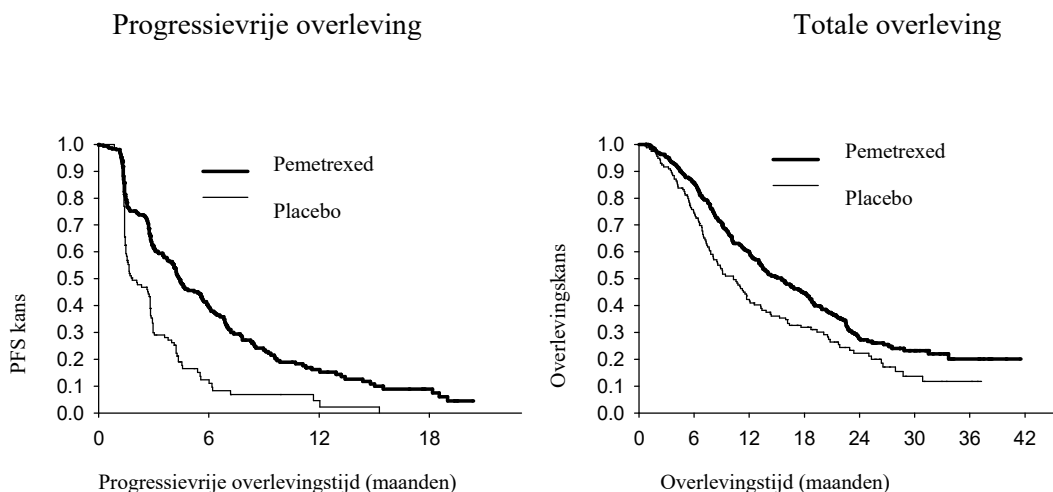 Progressievrije overleving
Totale overleving
1.0
0.9
0.8
0.7
0.6
0.5
0.4
0.3
0.2
0.1
0.0
PFS kans
Pemetrexed
Placebo
0 6 12 18
Progressievrije overlevingstijd (maanden)
1.0
0.9
0.8
0.7
0.6
0.5
0.4
0.3
0.2
0.1
0.0
Overlevingskans
Pemetrexed
Placebo
0 6 12 18 24 30 36 42
Overlevingstijd (maanden)